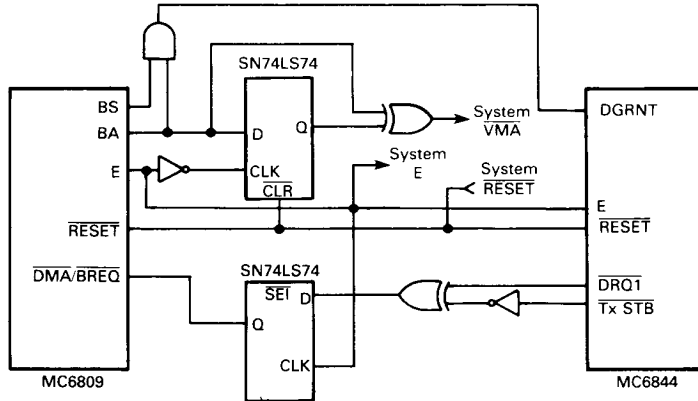 SN74LS74
BS
BA
E
RESET
DMA/BREQ
MC6809
D
Q
CLK
CLR
System
VMA
System
E
System
RESET
SN74LS74
SEI
D
Q
CLK
DGRNT
E
RESET
DRQ1
Tx STB
MC6844